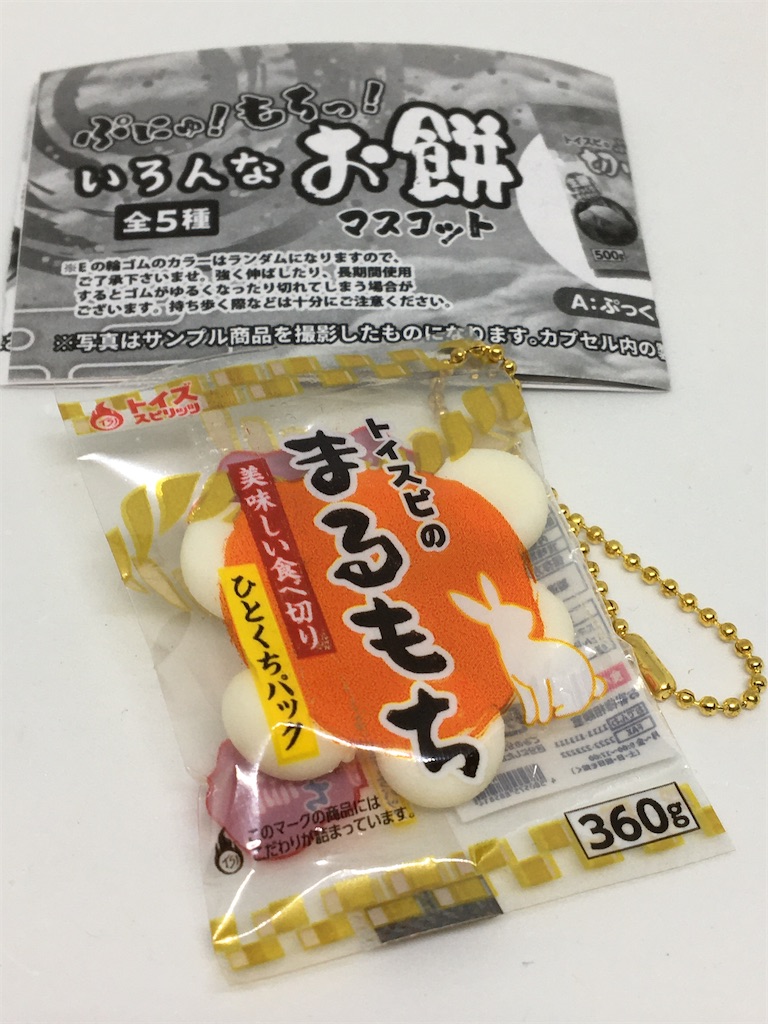 ぷにゅ!もちっ!
いろんなお餅
全5種
マスコット
※Eの輪ゴムのカラーはランダムになりますので、
ご了承下さいませ。強く伸ばしたり、長期間使用
するとゴムがゆるくなったり切れてしまう場合が
ございます。持ち歩く際などは十分にご注意ください。
※写真はサンプル商品を撮影したものになります。カプセル内の
トイスピの
切
500g
A:ぷっく
トイズ
スピリッツ
トイスピの
まるもち
美味しい食べ切り
ひとくちパック
このマークの商品には
こだわりが詰まっています。
360g